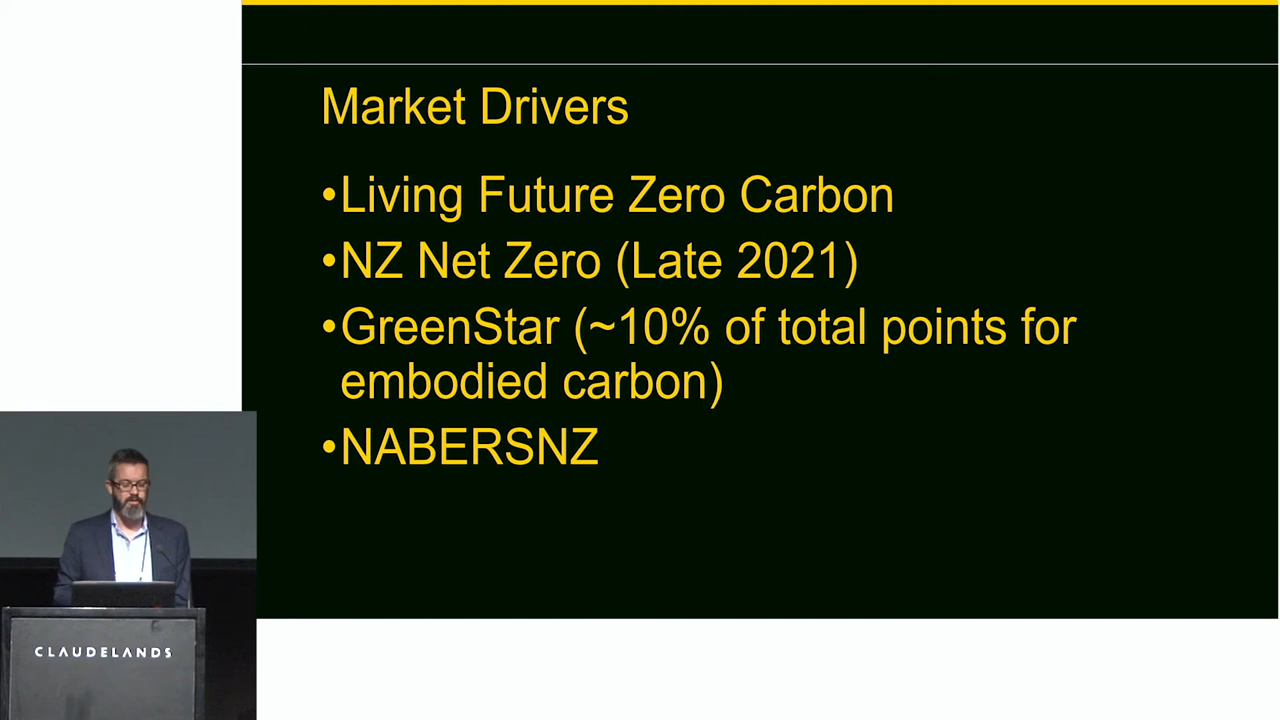 Market Drivers
•Living Future Zero Carbon
•NZ Net Zero (Late 2021)
•GreenStar (~10% of total points for
embodied carbon)
•NABERSNZ
CLAUDELANDS